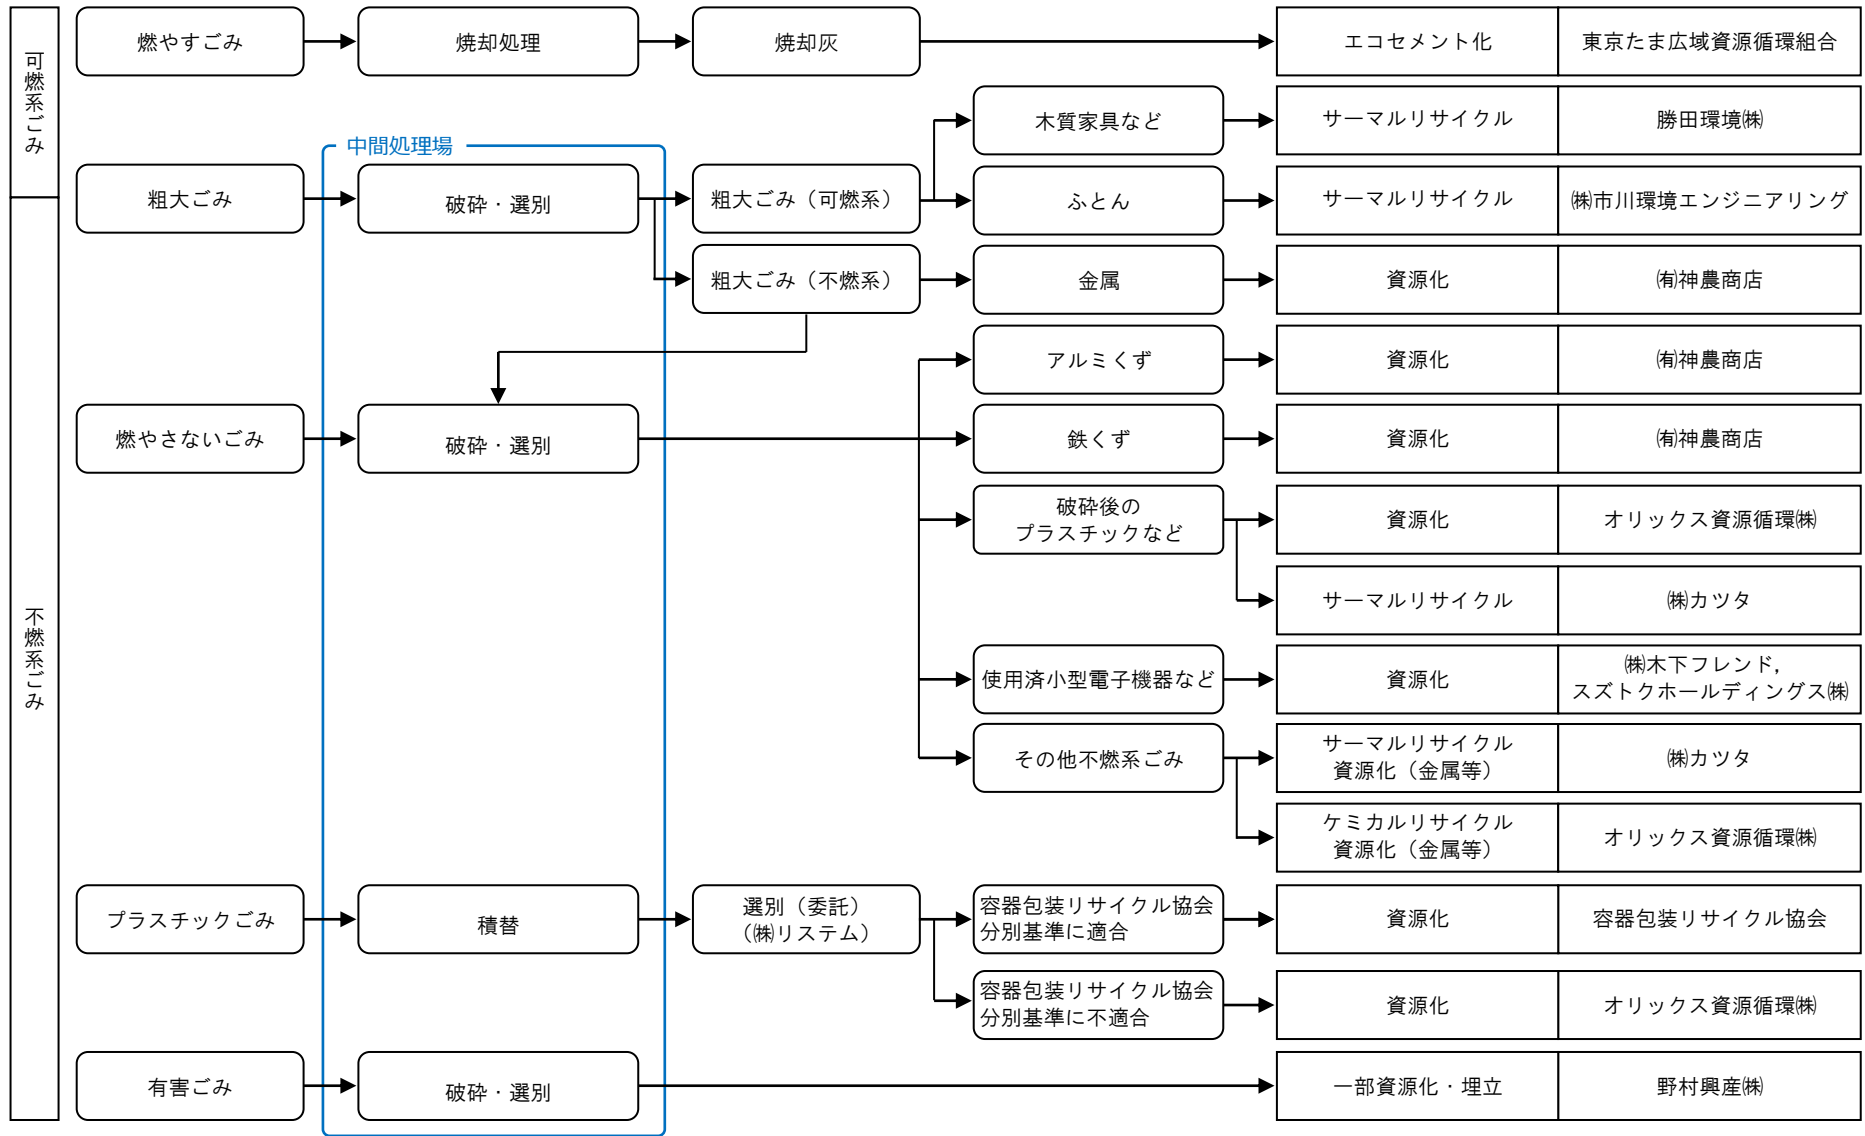 可燃系ごみ
不燃系ごみ
中間処理場
燃やすごみ
焼却処理
焼却灰
エコセメント化
東京たま広域資源循環組合
木質家具など
サーマルリサイクル
勝田環境㈱
粗大ごみ
破砕・選別
粗大ごみ（可燃系）
ふとん
サーマルリサイクル
㈱市川環境エンジニアリング
粗大ごみ（不燃系）
金属
資源化
㈲神農商店
アルミくず
資源化
㈲神農商店
燃やさないごみ
破砕・選別
鉄くず
資源化
㈲神農商店
破砕後の
プラスチックなど
資源化
オリックス資源循環㈱
サーマルリサイクル
㈱カツタ
使用済小型電子機器など
資源化
㈱木下フレンド,
スズトクホールディングス㈱
その他不燃系ごみ
サーマルリサイクル
資源化（金属等）
㈱カツタ
ケミカルリサイクル
資源化（金属等）
オリックス資源循環㈱
プラスチックごみ
積替
選別（委託）
（㈱リステム）
容器包装リサイクル協会
分別基準に適合
資源化
容器包装リサイクル協会
容器包装リサイクル協会
分別基準に不適合
資源化
オリックス資源循環㈱
有害ごみ
破砕・選別
一部資源化・埋立
野村興産㈱